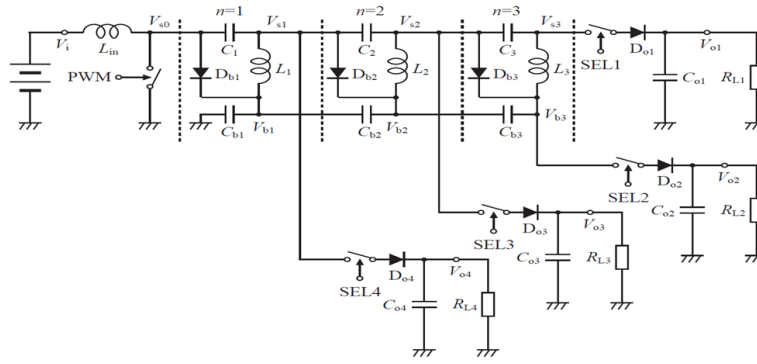 n=1
n=2
n=3
Vi
Lin
Vs0
C1
Vs1
C2
Vs2
C3
Vs3
Do1
Vo1
PWM
Db1
L1
Db2
L2
Db3
L3
SEL1
Co1
RL1
Cb1
Vb1
Cb2
Vb2
Cb3
Vb3
SEL2
Do2
Vo2
Co2
RL2
SEL3
Do3
Vo3
Co3
RL3
SEL4
Do4
Vo4
Co4
RL4